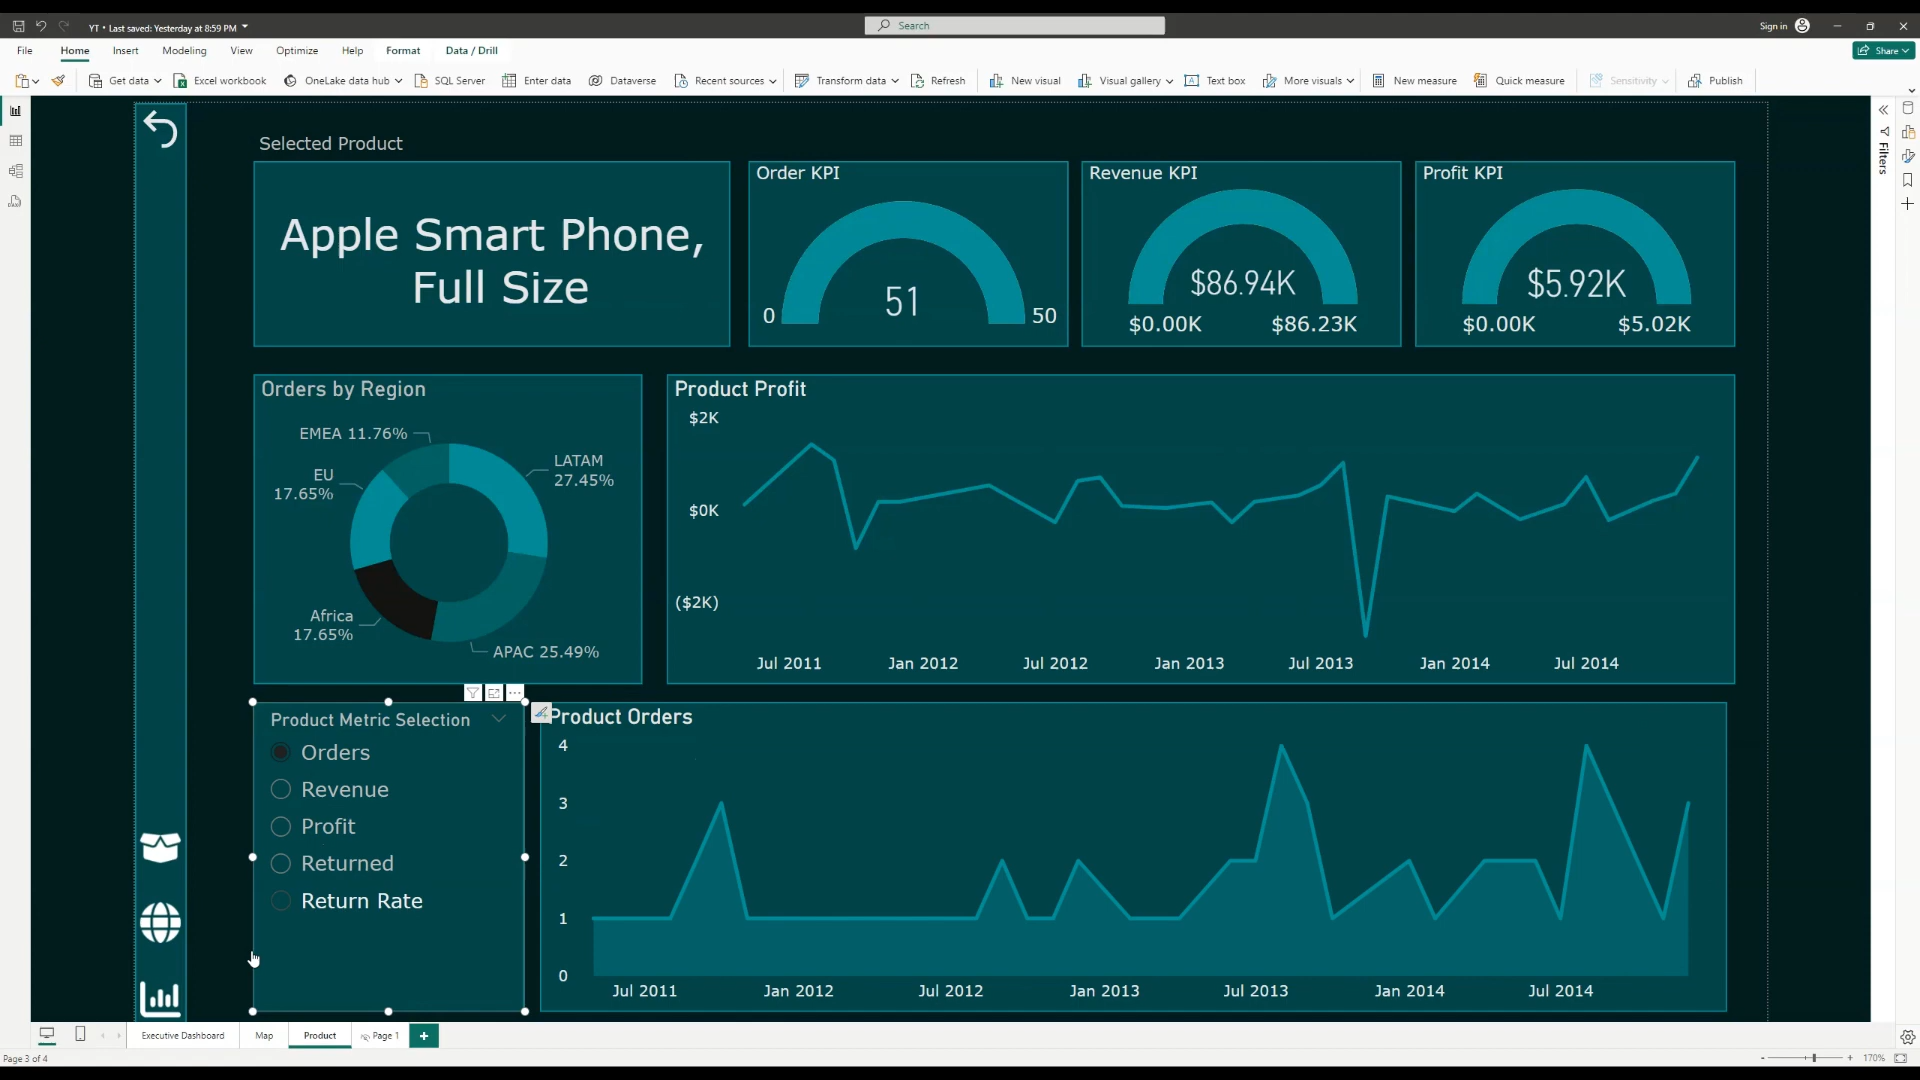 YT • Last saved: Yesterday at 8:59 PM
Search
Sign in
File Home Insert Modeling View Optimize Help Format Data / Drill
Share
Get data Excel workbook OneLake data hub SQL Server Enter data Dataverse Recent sources Transform data Refresh New visual Visual gallery Text box More visuals New measure Quick measure Sensitivity Publish
Filters
Selected Product
Apple Smart Phone,
Full Size
Order KPI
51
0
50
Revenue KPI
$86.94K
$0.00K
$86.23K
Profit KPI
$5.92K
$0.00K
$5.02K
Orders by Region
EMEA 11.76%
LATAM
27.45%
EU
17.65%
Africa
17.65%
APAC 25.49%
Product Profit
$2K
$0K
($2K)
Jul 2011 Jan 2012 Jul 2012 Jan 2013 Jul 2013 Jan 2014 Jul 2014
Product Metric Selection
Orders
Revenue
Profit
Returned
Return Rate
Product Orders
4
3
2
1
0
Jul 2011 Jan 2012 Jul 2012 Jan 2013 Jul 2013 Jan 2014 Jul 2014
Executive Dashboard Map Product Page 1
Page 3 of 4
170%